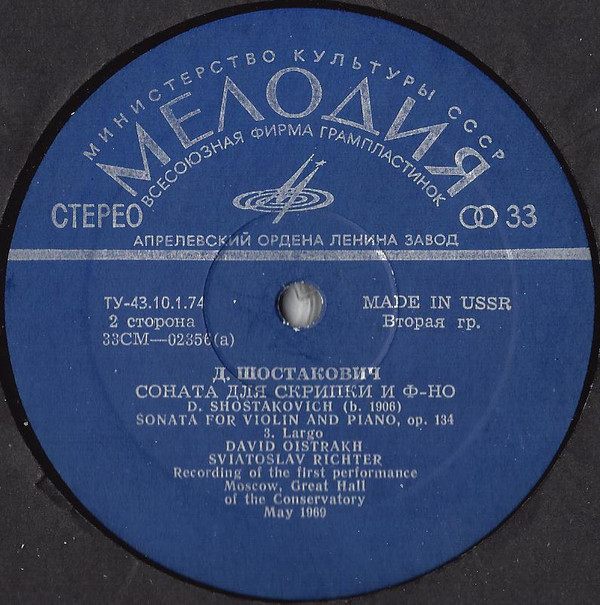 МИНИСТЕРСТВО КУЛЬТУРЫ СССР
МЕЛОДИЯ
ВСЕСОЮЗНАЯ ФИРМА ГРАМПЛАСТИНОК
СТЕРЕО
33
АПРЕЛЕВСКИЙ ОРДЕНА ЛЕНИНА ЗАВОД
ТУ-43.10.1.74
MADE IN USSR
2 сторона
Вторая гр.
33СМ—02356(а)
Д. ШОСТАКОВИЧ
СОНАТА ДЛЯ СКРИПКИ И Ф-НО
D. SHOSTAKOVICH (b. 1906)
SONATA FOR VIOLIN AND PIANO, op. 134
3. Largo
DAVID OISTRAKH
SVIATOSLAV RICHTER
Recording of the first performance
Moscow, Great Hall
of the Conservatory
May 1969